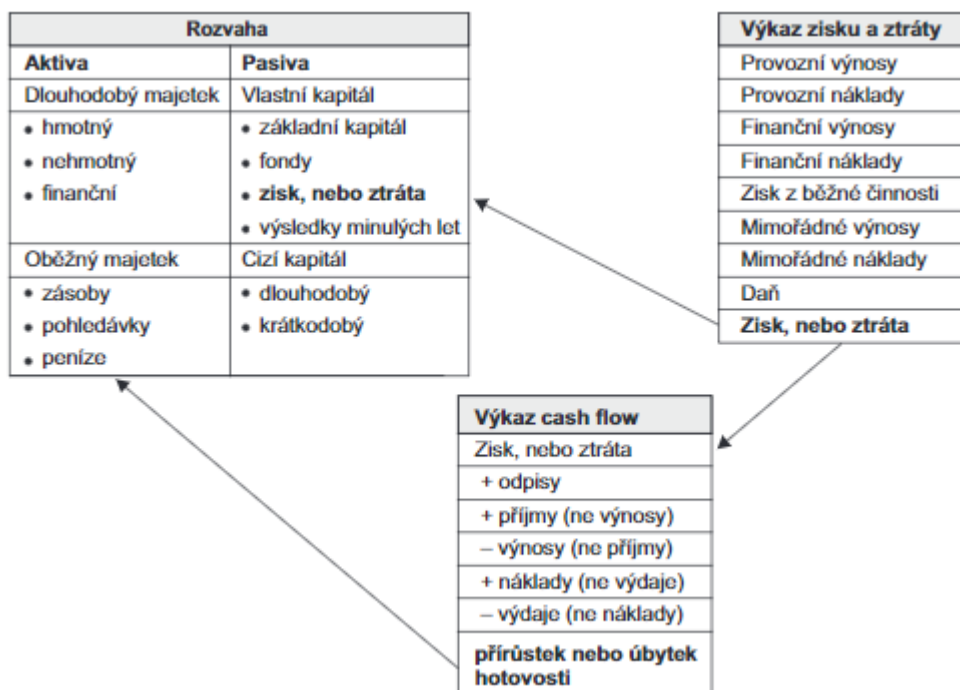 Rozvaha
Aktiva Pasiva
Dlouhodobý majetek Vlastní kapitál
• hmotný • základní kapitál
• nehmotný • fondy
• finanční • zisk, nebo ztráta
• výsledky minulých let
Oběžný majetek Cizí kapitál
• zásoby • dlouhodobý
• pohledávky • krátkodobý
• peníze
Výkaz zisku a ztráty
Provozní výnosy
Provozní náklady
Finanční výnosy
Finanční náklady
Zisk z běžné činnosti
Mimořádné výnosy
Mimořádné náklady
Daň
Zisk, nebo ztráta
Výkaz cash flow
Zisk, nebo ztráta
+ odpisy
+ příjmy (ne výnosy)
– výnosy (ne příjmy)
+ náklady (ne výdaje)
– výdaje (ne náklady)
přírůstek nebo úbytek
hotovosti